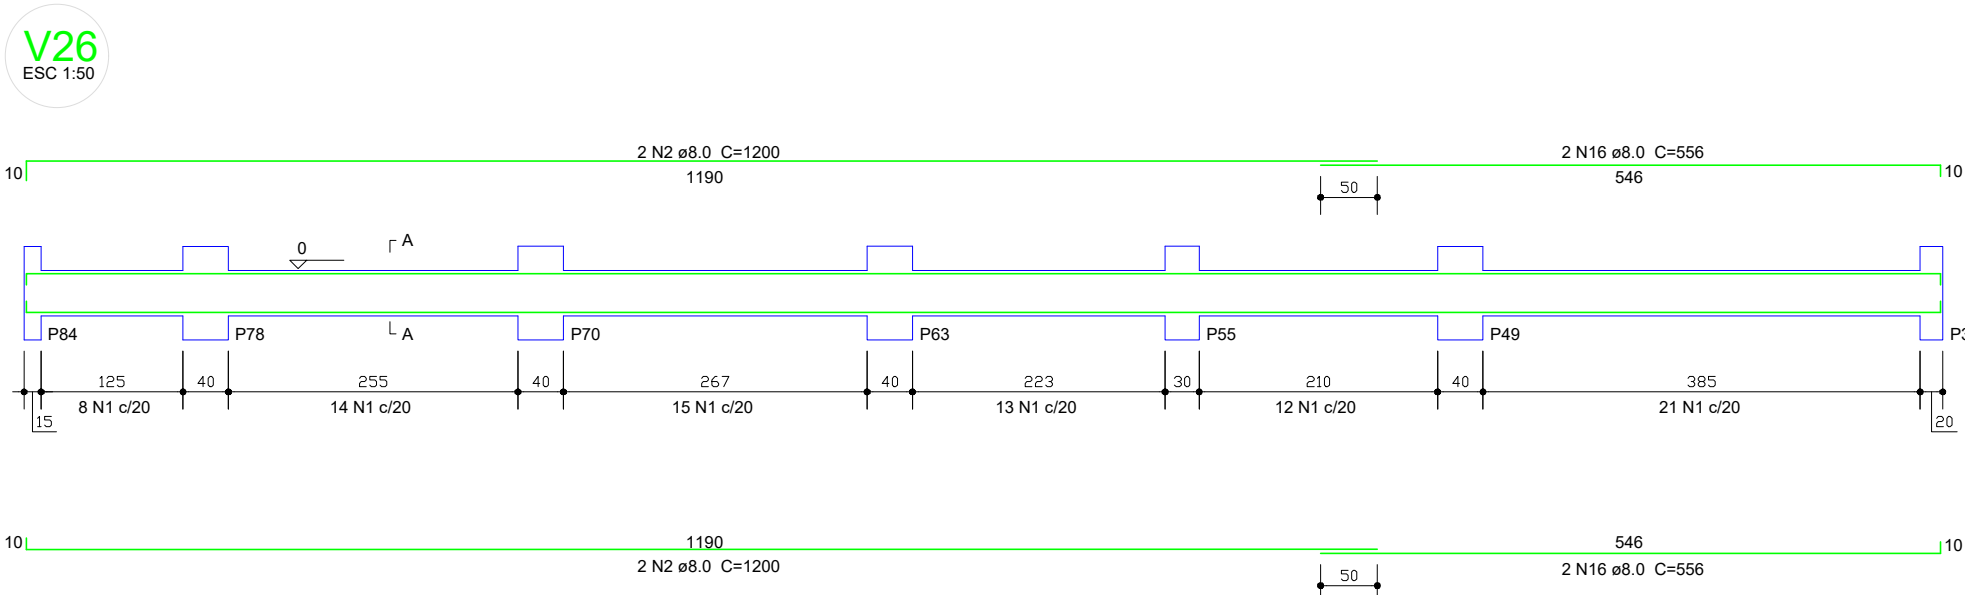 V26
ESC 1:50
2 N2 ø8.0 C=1200
2 N16 ø8.0 C=556
10
1190
546
10
50
0
A
P84
P78
A
P70
P63
P55
P49
125
40
255
40
267
40
223
30
210
40
385
8 N1 c/20
14 N1 c/20
15 N1 c/20
13 N1 c/20
12 N1 c/20
21 N1 c/20
15
20
10
1190
546
10
2 N2 ø8.0 C=1200
2 N16 ø8.0 C=556
50